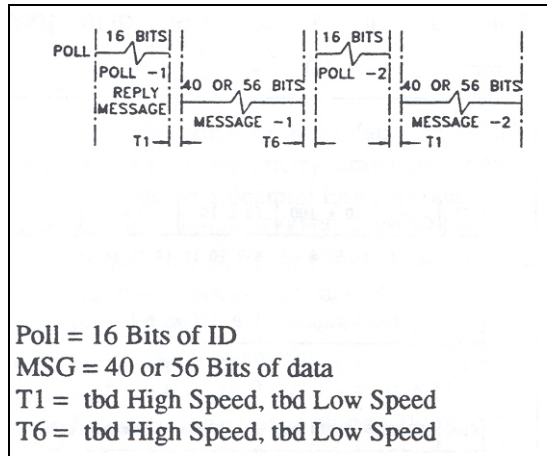 16 BITS 16 BITS
POLL
POLL -1 POLL -2
REPLY MESSAGE 40 OR 56 BITS 40 OR 56 BITS
MESSAGE -1 MESSAGE -2
T1 T6 T1
Poll = 16 Bits of ID
MSG = 40 or 56 Bits of data
T1 = tbd High Speed, tbd Low Speed
T6 = tbd High Speed, tbd Low Speed